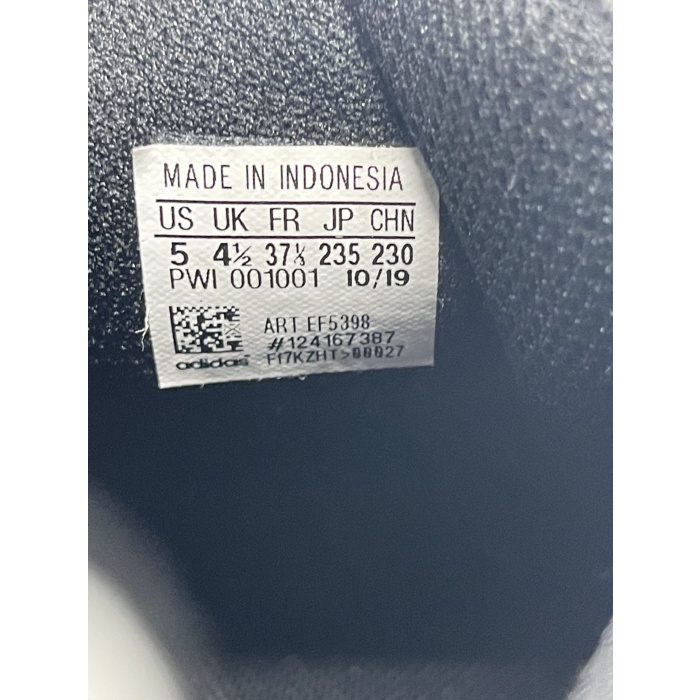 MADE IN INDONESIA
US UK FR JP CHN
5 4½ 37⅓ 235 230
PWI 001001 10/19
ART EF5398
#124167387
adidas Ff7KZHT>00027